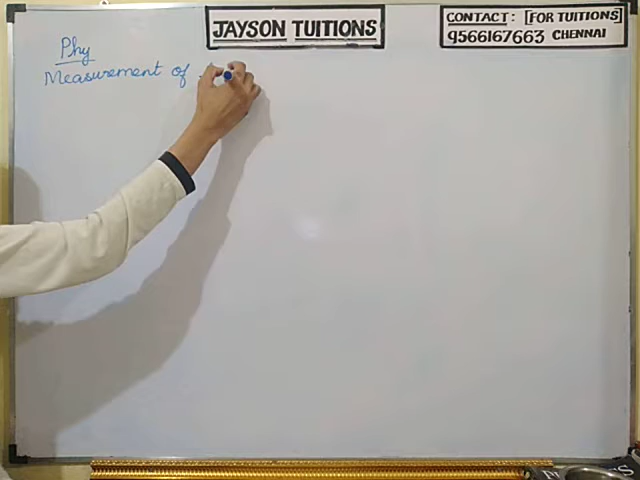 JAYSON TUITIONS
CONTACT: [FOR TUITIONS]
9566167663 CHENNAI
Phy
Measurement of